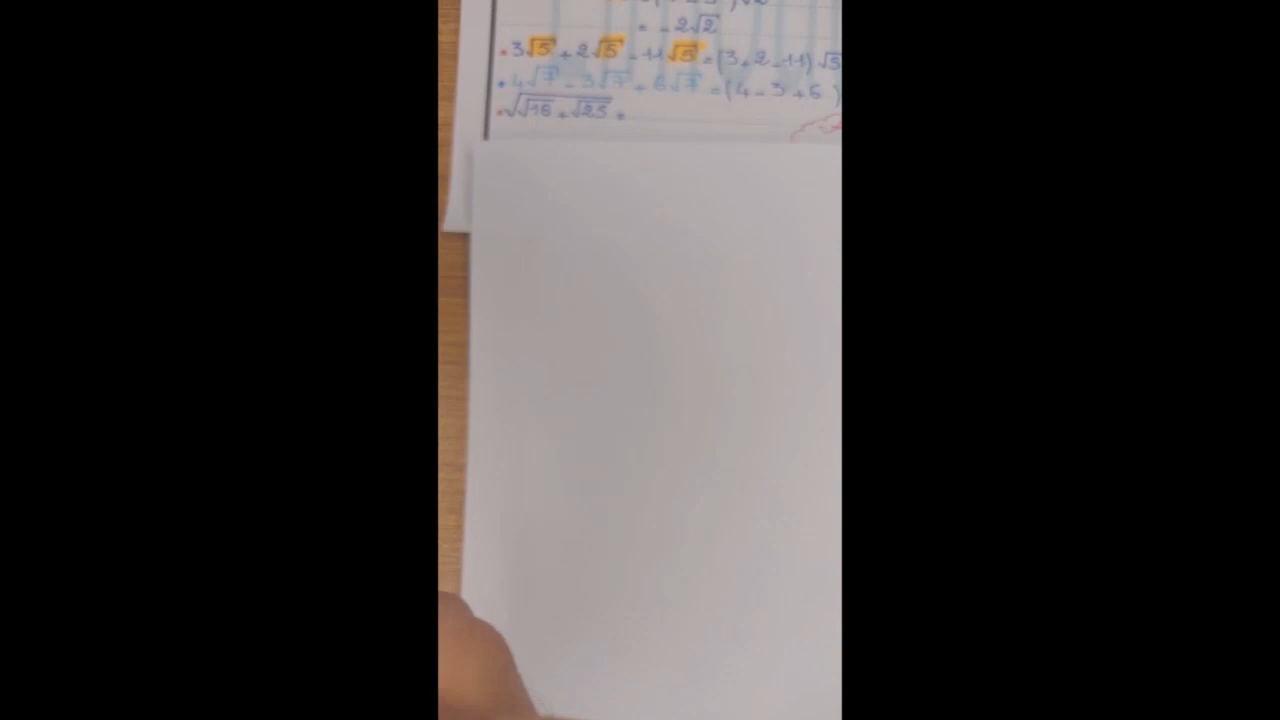 = - 2√2
• 3√5 + 2√5 - 11√5 = (3 + 2 - 11) √5
• 4√7 - 3√7 + 6√7 = (4 - 3 + 6 )
• √(√16 + √25) =